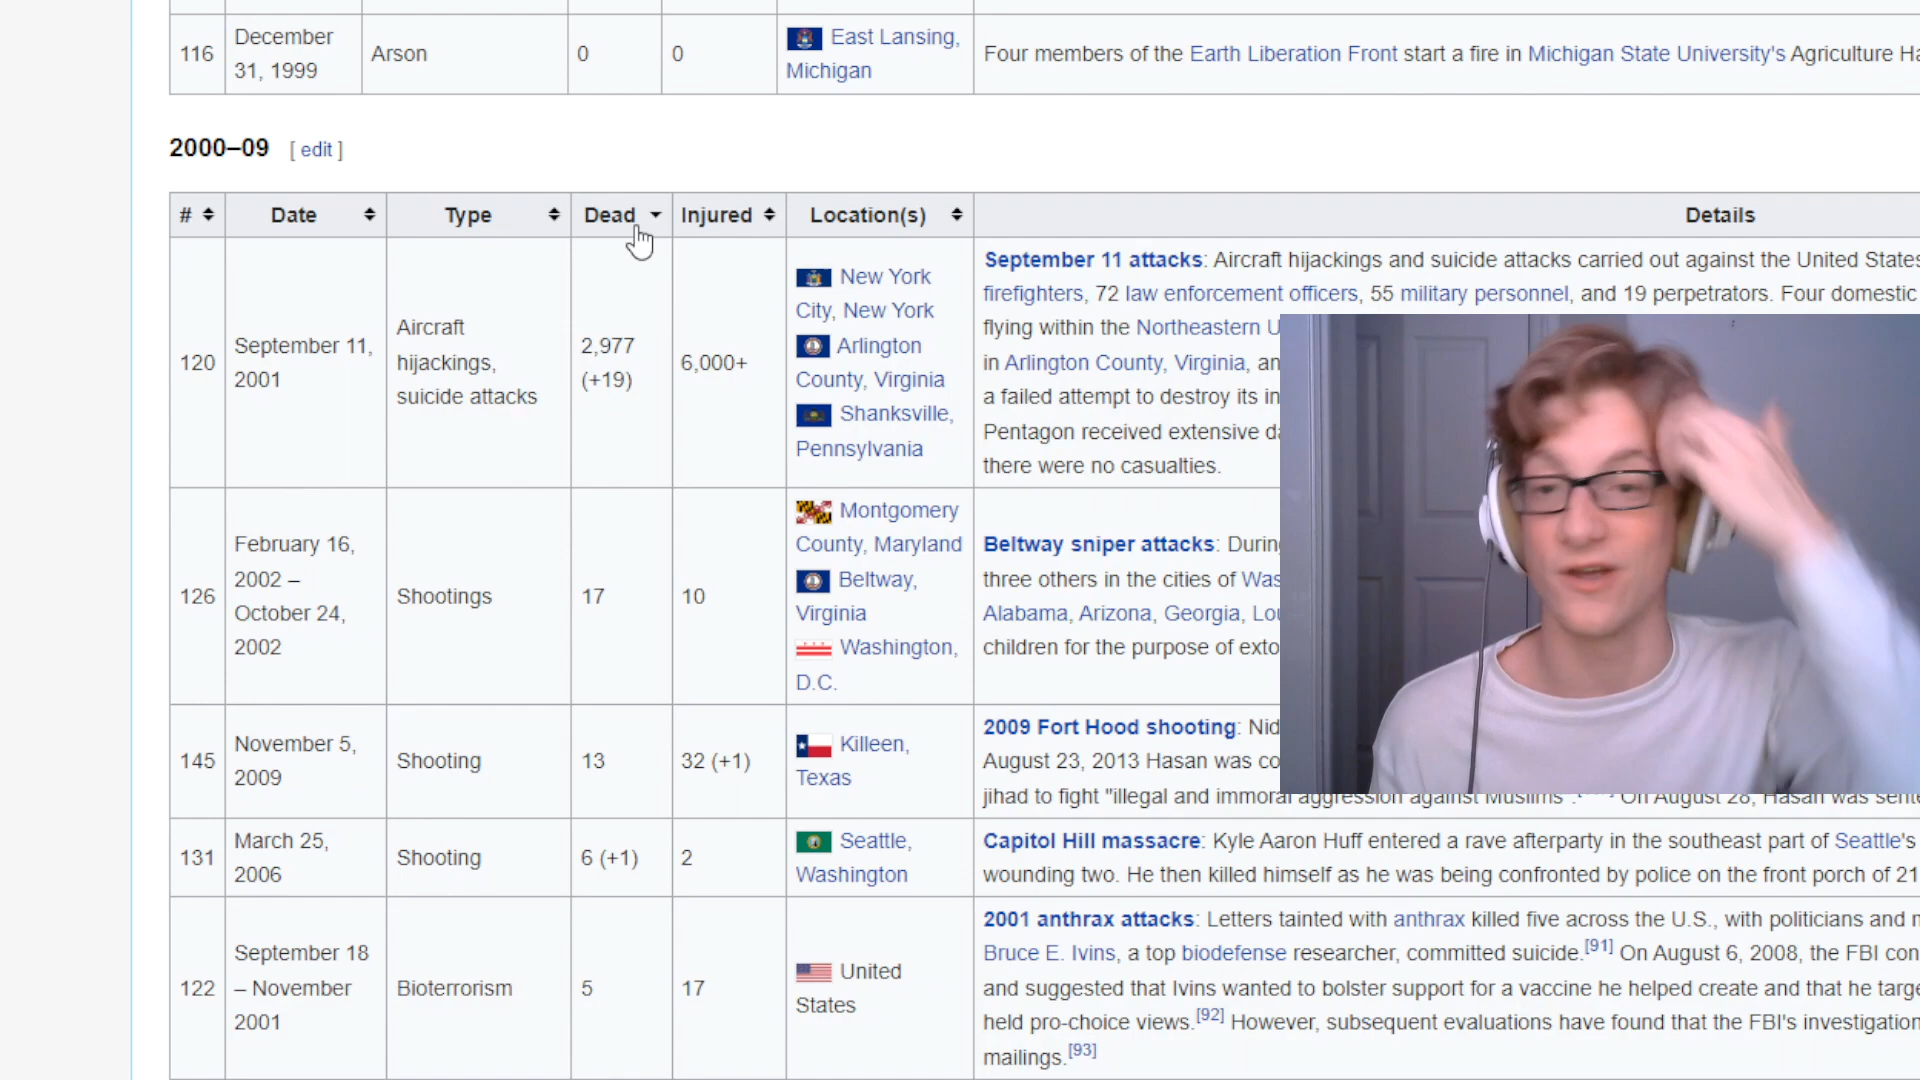 116
December
31, 1999
Arson
0
0
East Lansing,
Michigan
Four members of the Earth Liberation Front start a fire in Michigan State University's Agriculture
2000–09 [ edit ]
# Date Type Dead Injured Location(s) Details
120
September 11,
2001
Aircraft
hijackings,
suicide attacks
2,977
(+19)
6,000+
New York
City, New York
Arlington
County, Virginia
Shanksville,
Pennsylvania
September 11 attacks: Aircraft hijackings and suicide attacks carried out against the United States
firefighters, 72 law enforcement officers, 55 military personnel, and 19 perpetrators. Four domestic
flying within the Northeastern U
in Arlington County, Virginia, an
a failed attempt to destroy its in
Pentagon received extensive da
there were no casualties.
126
February 16,
2002 –
October 24,
2002
Shootings
17
10
Montgomery
County, Maryland
Beltway,
Virginia
Washington,
D.C.
Beltway sniper attacks: During
three others in the cities of Was
Alabama, Arizona, Georgia, Lou
children for the purpose of exto
145
November 5,
2009
Shooting
13
32 (+1)
Killeen,
Texas
2009 Fort Hood shooting: Nid
August 23, 2013 Hasan was co
jihad to fight "illegal and immoral aggression against Muslims". On August 28, Hasan was sente
131
March 25,
2006
Shooting
6 (+1)
2
Seattle,
Washington
Capitol Hill massacre: Kyle Aaron Huff entered a rave afterparty in the southeast part of Seattle's
wounding two. He then killed himself as he was being confronted by police on the front porch of 21
122
September 18
– November
2001
Bioterrorism
5
17
United
States
2001 anthrax attacks: Letters tainted with anthrax killed five across the U.S., with politicians and
Bruce E. Ivins, a top biodefense researcher, committed suicide.[91] On August 6, 2008, the FBI con
and suggested that Ivins wanted to bolster support for a vaccine he helped create and that he targe
held pro-choice views.[92] However, subsequent evaluations have found that the FBI's investigation
mailings.[93]